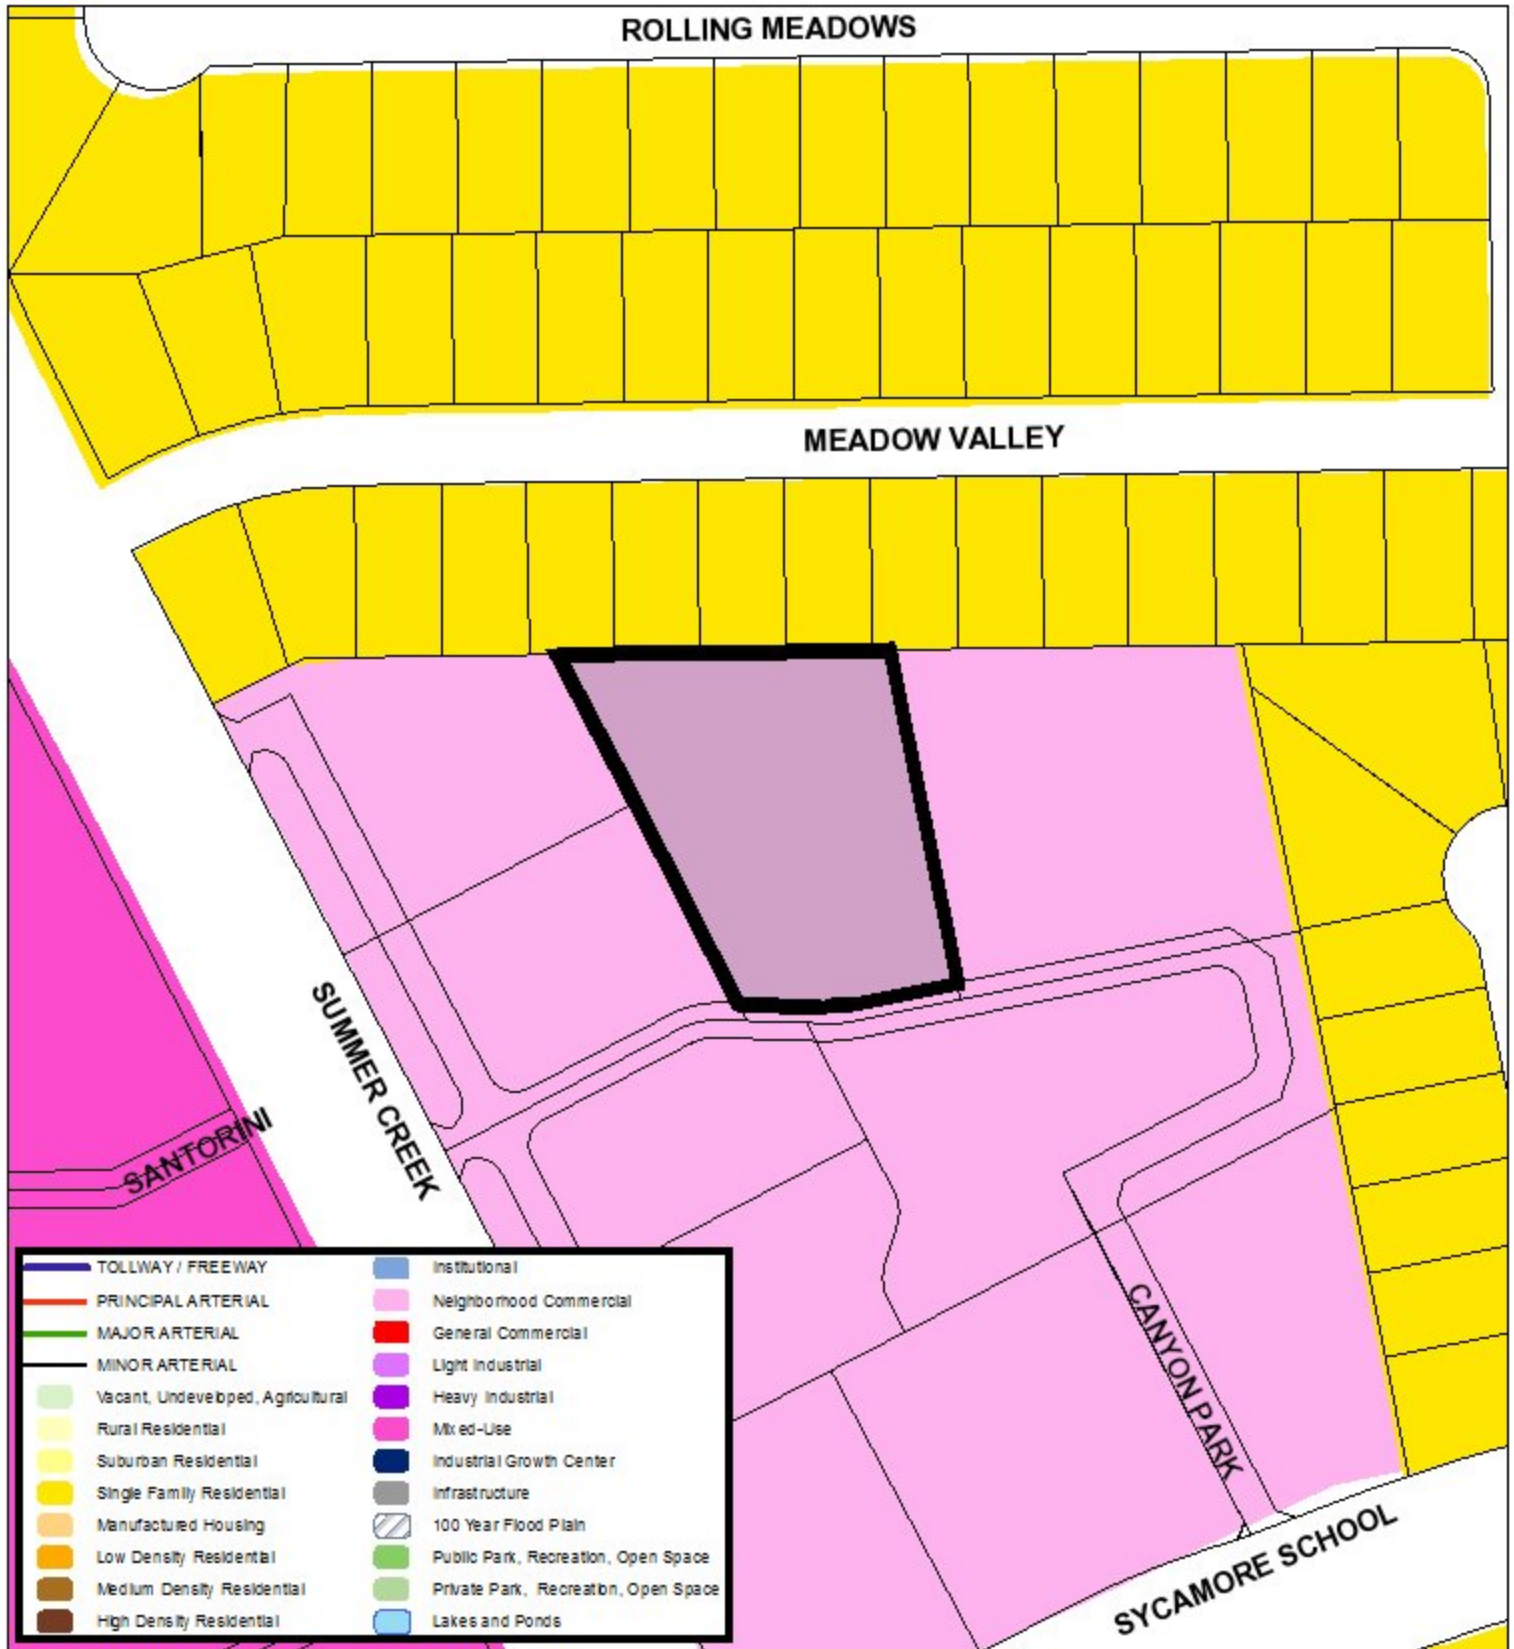 ROLLING MEADOWS
MEADOW VALLEY
SUMMER CREEK
SANTORINI
CANYON PARK
SYCAMORE SCHOOL
TOLLWAY / FREEWAY
PRINCIPAL ARTERIAL
MAJOR ARTERIAL
MINOR ARTERIAL
Vacant, Undeveloped, Agricultural
Rural Residential
Suburban Residential
Single Family Residential
Manufactured Housing
Low Density Residential
Medium Density Residential
High Density Residential
Institutional
Neighborhood Commercial
General Commercial
Light Industrial
Heavy Industrial
Mixed-Use
Industrial Growth Center
Infrastructure
100 Year Flood Plain
Public Park, Recreation, Open Space
Private Park, Recreation, Open Space
Lakes and Ponds